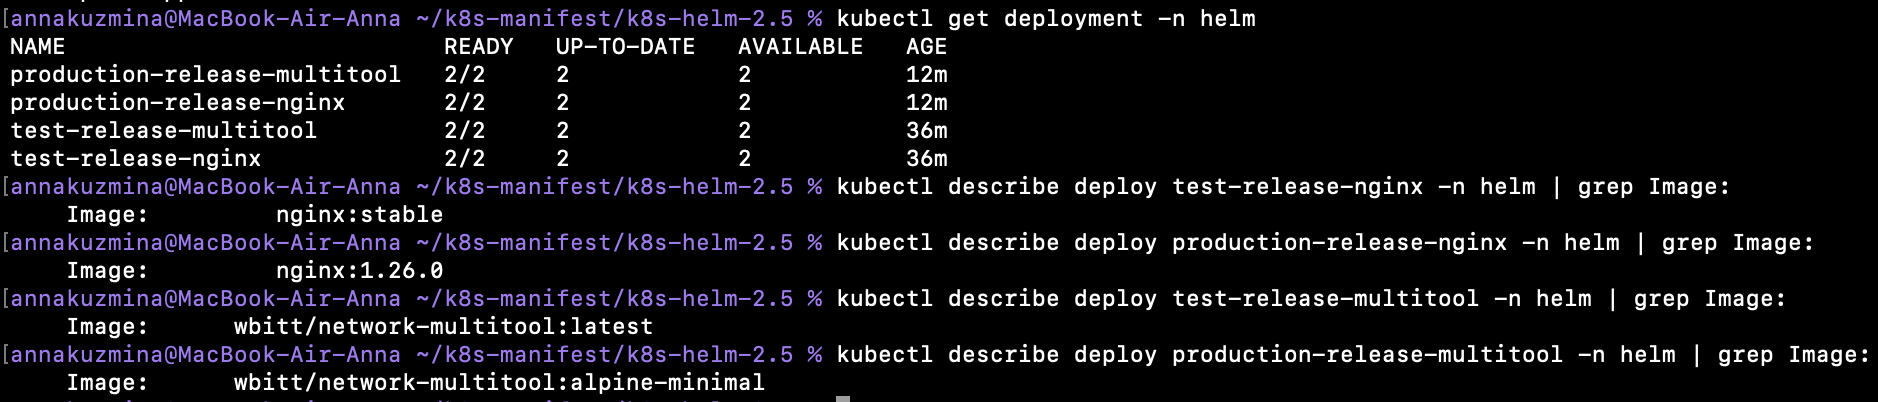 [annakuzmina@MacBook-Air-Anna ~/k8s-manifest/k8s-helm-2.5 % kubectl get deployment -n helm
NAME                           READY   UP-TO-DATE   AVAILABLE   AGE
production-release-multitool   2/2     2            2           12m
production-release-nginx       2/2     2            2           12m
test-release-multitool         2/2     2            2           36m
test-release-nginx             2/2     2            2           36m
[annakuzmina@MacBook-Air-Anna ~/k8s-manifest/k8s-helm-2.5 % kubectl describe deploy test-release-nginx -n helm | grep Image:
    Image:         nginx:stable
[annakuzmina@MacBook-Air-Anna ~/k8s-manifest/k8s-helm-2.5 % kubectl describe deploy production-release-nginx -n helm | grep Image:
    Image:         nginx:1.26.0
[annakuzmina@MacBook-Air-Anna ~/k8s-manifest/k8s-helm-2.5 % kubectl describe deploy test-release-multitool -n helm | grep Image:
    Image:      wbitt/network-multitool:latest
[annakuzmina@MacBook-Air-Anna ~/k8s-manifest/k8s-helm-2.5 % kubectl describe deploy production-release-multitool -n helm | grep Image:
    Image:      wbitt/network-multitool:alpine-minimal